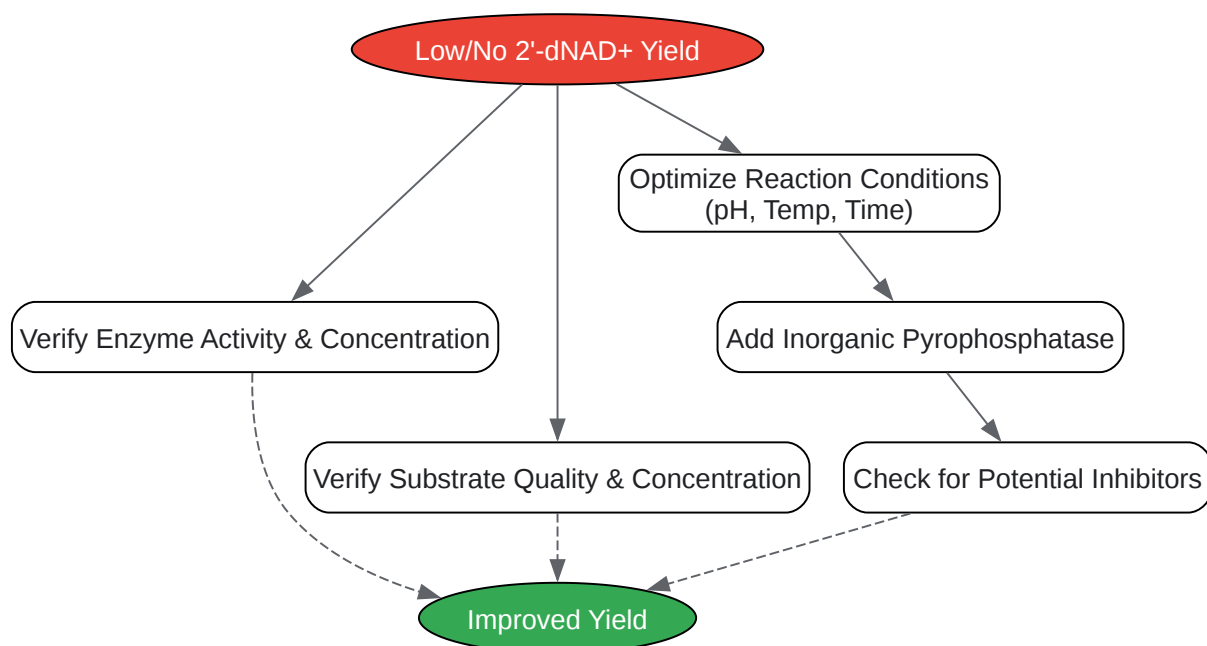 Low/No 2'-dNAD+ Yield
Optimize Reaction Conditions
(pH, Temp, Time)
Verify Enzyme Activity & Concentration
Add Inorganic Pyrophosphatase
Verify Substrate Quality & Concentration
Check for Potential Inhibitors
Improved Yield